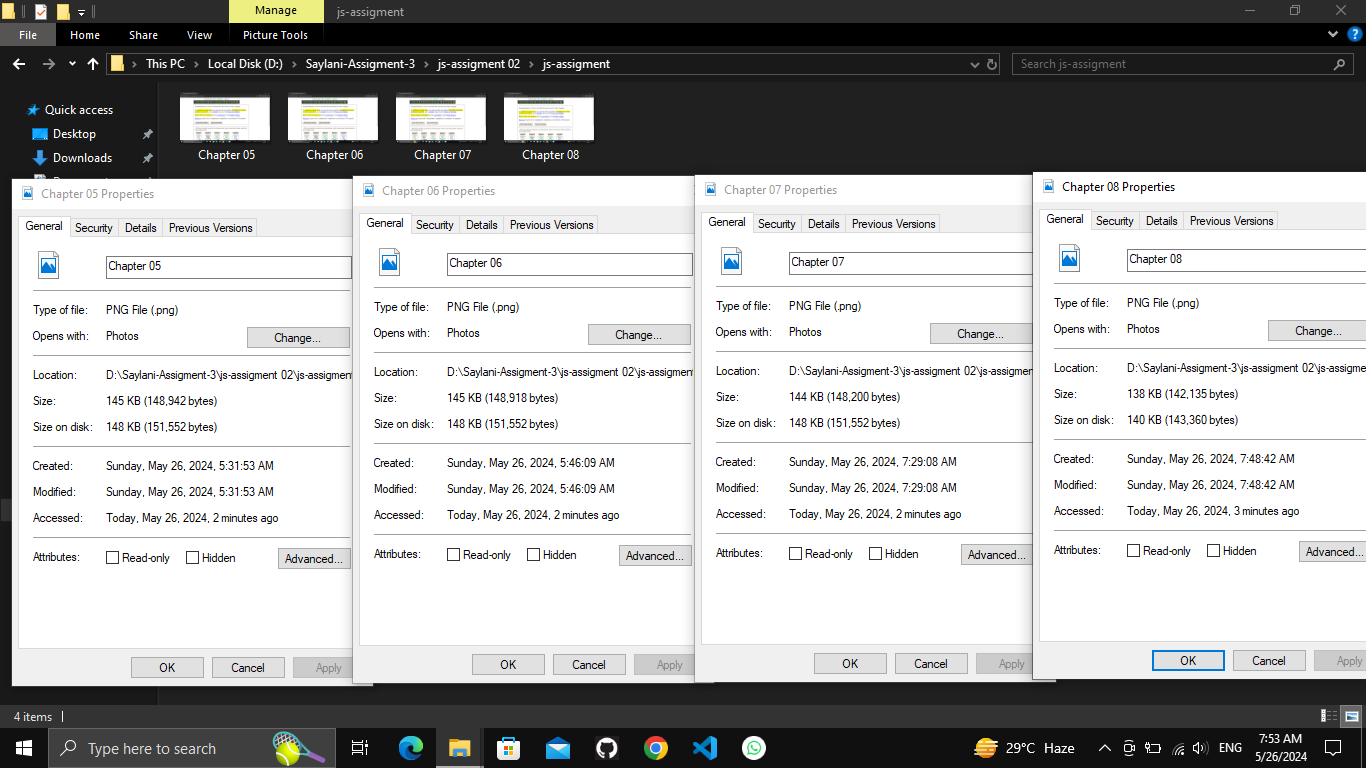 Manage
js-assigment
File
Home
Share
View
Picture Tools
This PC
Local Disk (D:)
Saylani-Assigment-3
js-assigment 02
js-assigment
Search js-assigment
Quick access
Desktop
Downloads
Chapter 05
Chapter 06
Chapter 07
Chapter 08
Chapter 05 Properties
General
Security
Details
Previous Versions
Chapter 05
Type of file: PNG File (.png)
Opens with: Photos
Change...
Location: D:\Saylani-Assigment-3\js-assigment 02\js-assigment
Size: 145 KB (148,942 bytes)
Size on disk: 148 KB (151,552 bytes)
Created: Sunday, May 26, 2024, 5:31:53 AM
Modified: Sunday, May 26, 2024, 5:31:53 AM
Accessed: Today, May 26, 2024, 2 minutes ago
Attributes: Read-only Hidden
Advanced...
OK
Cancel
Apply
Chapter 06 Properties
General
Security
Details
Previous Versions
Chapter 06
Type of file: PNG File (.png)
Opens with: Photos
Change...
Location: D:\Saylani-Assigment-3\js-assigment 02\js-assigment
Size: 145 KB (148,918 bytes)
Size on disk: 148 KB (151,552 bytes)
Created: Sunday, May 26, 2024, 5:46:09 AM
Modified: Sunday, May 26, 2024, 5:46:09 AM
Accessed: Today, May 26, 2024, 2 minutes ago
Attributes: Read-only Hidden
Advanced...
OK
Cancel
Apply
Chapter 07 Properties
General
Security
Details
Previous Versions
Chapter 07
Type of file: PNG File (.png)
Opens with: Photos
Change...
Location: D:\Saylani-Assigment-3\js-assigment 02\js-assigmen
Size: 144 KB (148,200 bytes)
Size on disk: 148 KB (151,552 bytes)
Created: Sunday, May 26, 2024, 7:29:08 AM
Modified: Sunday, May 26, 2024, 7:29:08 AM
Accessed: Today, May 26, 2024, 2 minutes ago
Attributes: Read-only Hidden
Advanced...
OK
Cancel
Apply
Chapter 08 Properties
General
Security
Details
Previous Versions
Chapter 08
Type of file: PNG File (.png)
Opens with: Photos
Change...
Location: D:\Saylani-Assigment-3\js-assigment 02\js-assigme
Size: 138 KB (142,135 bytes)
Size on disk: 140 KB (143,360 bytes)
Created: Sunday, May 26, 2024, 7:48:42 AM
Modified: Sunday, May 26, 2024, 7:48:42 AM
Accessed: Today, May 26, 2024, 3 minutes ago
Attributes: Read-only Hidden
Advanced...
OK
Cancel
Apply
4 items
Type here to search
29°C Haze
ENG
7:53 AM
5/26/2024